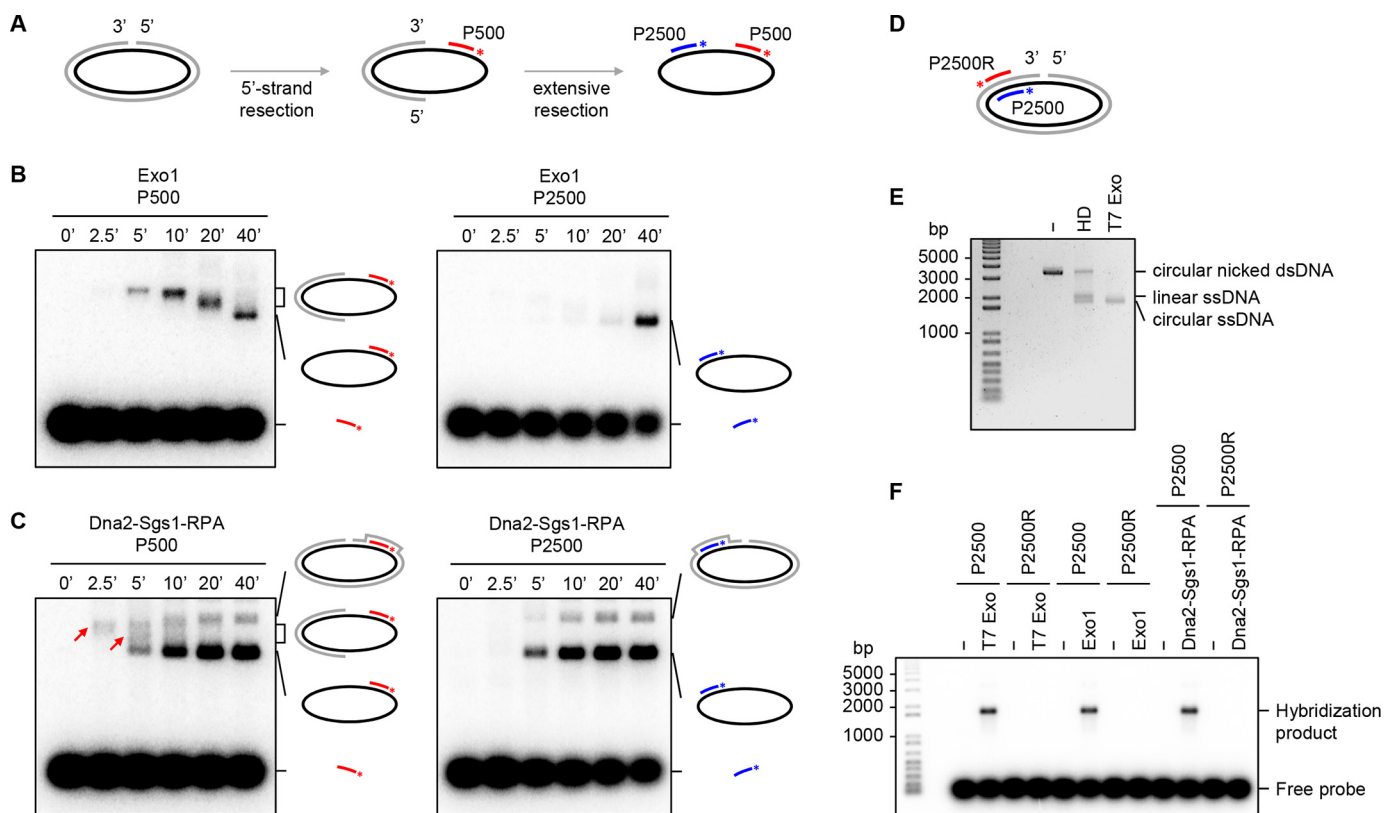 A
3’ 5’
5’-strand
resection
3’
5’
P500
*
extensive
resection
P2500
*
P500
*
B
Exo1
P500
0’ 2.5’ 5’ 10’ 20’ 40’
*
*
*
Exo1
P2500
0’ 2.5’ 5’ 10’ 20’ 40’
*
*
C
Dna2-Sgs1-RPA
P500
0’ 2.5’ 5’ 10’ 20’ 40’
*
*
*
*
Dna2-Sgs1-RPA
P2500
0’ 2.5’ 5’ 10’ 20’ 40’
*
*
*
D
P2500R
3’ 5’
*
*
P2500
E
bp
– HD T7 Exo
5000
3000
2000
1000
circular nicked dsDNA
linear ssDNA
circular ssDNA
F
P2500 P2500R P2500 P2500R P2500 P2500R
– T7 Exo – T7 Exo – Exo1 – Exo1 – Dna2-Sgs1-RPA – Dna2-Sgs1-RPA
bp
5000
3000
2000
1000
Hybridization
product
Free probe